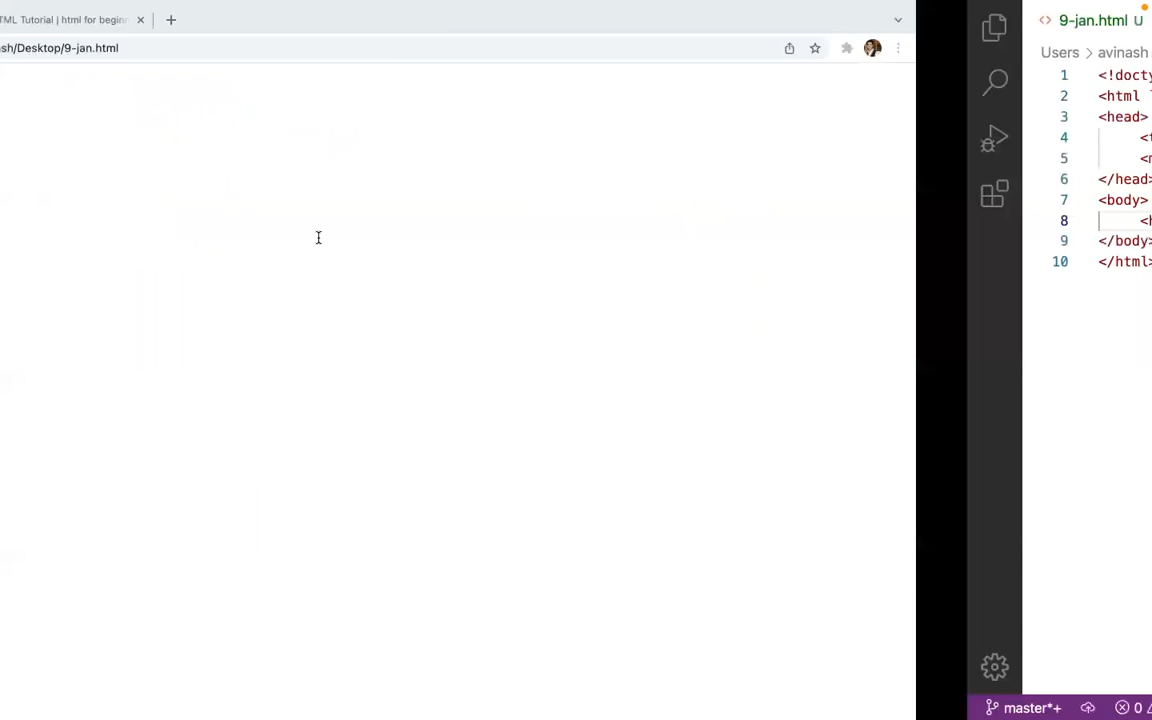 TML Tutorial | html for beginn
sh/Desktop/9-jan.html
9-jan.html U
Users > avinash
1 <!docty
2 <html
3 <head>
4 <t
5 <m
6 </head>
7 <body>
8 <h
9 </body>
10 </html>
master*+ 0